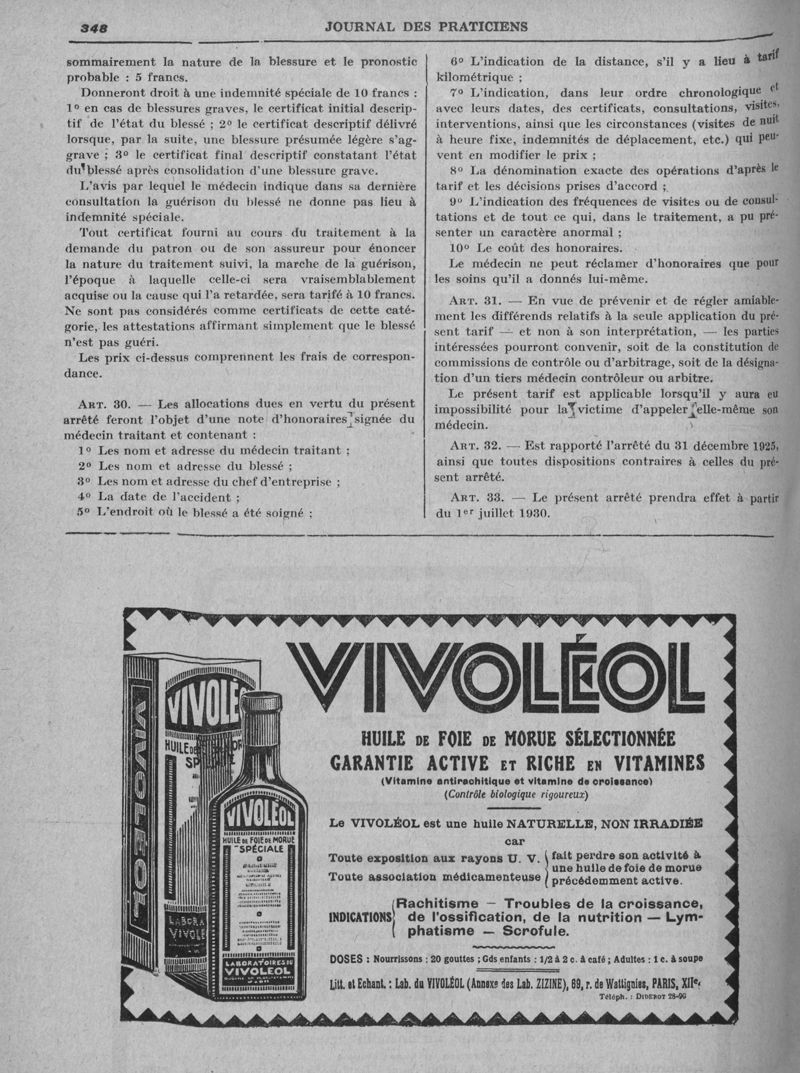 348
JOURNAL DES PRATICIENS
sommairement la nature de la blessure et le pronostic
probable : 5 francs.
Donneront droit à une indemnité spéciale de 10 francs :
1º en cas de blessures graves, le certificat initial descrip-
tif de l'état du blessé ; 2º le certificat descriptif délivré
lorsque, par la suite, une blessure présumée légère s'ag-
grave ; 3º le certificat final descriptif constatant l'état
du blessé après consolidation d'une blessure grave.
L'avis par lequel le médecin indique dans sa dernière
consultation la guérison du blessé ne donne pas lieu à
indemnité spéciale.
Tout certificat fourni au cours du traitement à la
demande du patron ou de son assureur pour énoncer
la nature du traitement suivi, la marche de la guérison,
l'époque à laquelle celle-ci sera vraisemblablement
acquise ou la cause qui l'a retardée, sera tarifé à 10 francs.
Ne sont pas considérés comme certificats de cette caté-
gorie, les attestations affirmant simplement que le blessé
n'est pas guéri.
Les prix ci-dessus comprennent les frais de correspon-
dance.
ART. 30. — Les allocations dues en vertu du présent
arrêté feront l'objet d'une note d'honoraires signée du
médecin traitant et contenant :
1º Les nom et adresse du médecin traitant ;
2º Les nom et adresse du blessé ;
3º Les nom et adresse du chef d'entreprise ;
4º La date de l'accident ;
5º L'endroit où le blessé a été soigné ;
6º L'indication de la distance, s'il y a lieu à tarif
kilométrique ;
7º L'indication, dans leur ordre chronologique et
avec leurs dates, des certificats, consultations, visites,
interventions, ainsi que les circonstances (visites de nuit
à heure fixe, indemnités de déplacement, etc.) qui peu-
vent en modifier le prix ;
8º La dénomination exacte des opérations d'après le
tarif et les décisions prises d'accord ;
9º L'indication des fréquences de visites ou de consul-
tations et de tout ce qui, dans le traitement, a pu pré-
senter un caractère anormal ;
10º Le coût des honoraires.
Le médecin ne peut réclamer d'honoraires que pour
les soins qu'il a donnés lui-même.
ART. 31. — En vue de prévenir et de régler amiable-
ment les différends relatifs à la seule application du pré-
sent tarif — et non à son interprétation, — les parties
intéressées pourront convenir, soit de la constitution de
commissions de contrôle ou d'arbitrage, soit de la désigna-
tion d'un tiers médecin contrôleur ou arbitre.
Le présent tarif est applicable lorsqu'il y aura eu
impossibilité pour la victime d'appeler elle-même son
médecin.
ART. 32. — Est rapporté l'arrêté du 31 décembre 1925,
ainsi que toutes dispositions contraires à celles du pré-
sent arrêté.
ART. 33. — Le présent arrêté prendra effet à partir
du 1er juillet 1930.
VIVOLÉOL
HUILE DE FOIE DE MORUE SÉLECTIONNÉE
GARANTIE ACTIVE ET RICHE EN VITAMINES
(Vitamine antirachitique et vitamine de croissance)
(Contrôle biologique rigoureux)
Le VIVOLÉOL est une huile NATURELLE, NON IRRADIÉE
car
Toute exposition aux rayons U. V.
Toute association médicamenteuse
fait perdre son activité à
une huile de foie de morue
précédemment active.
INDICATIONS
Rachitisme — Troubles de la croissance,
de l'ossification, de la nutrition — Lym-
phatisme — Scrofule.
DOSES : Nourrissons : 20 gouttes ; Gds enfants : 1/2 à 2 c. à café ; Adultes : 1 c. à soupe
Litt. et Echant. : Lab. du VIVOLÉOL (Annexe des Lab. ZIZINE), 69, r. de Wattignies, PARIS, XIIe.
Téléph. : DIDEROT 28-96
VIVOLÉOL
VIVOLÉ
HUILE DE
SP
LABORA
VIVOLE
VIVOLÉOL
HUILE DE FOIE DE MORUE
SPÉCIALE
LABORATOIRES DU
VIVOLEOL